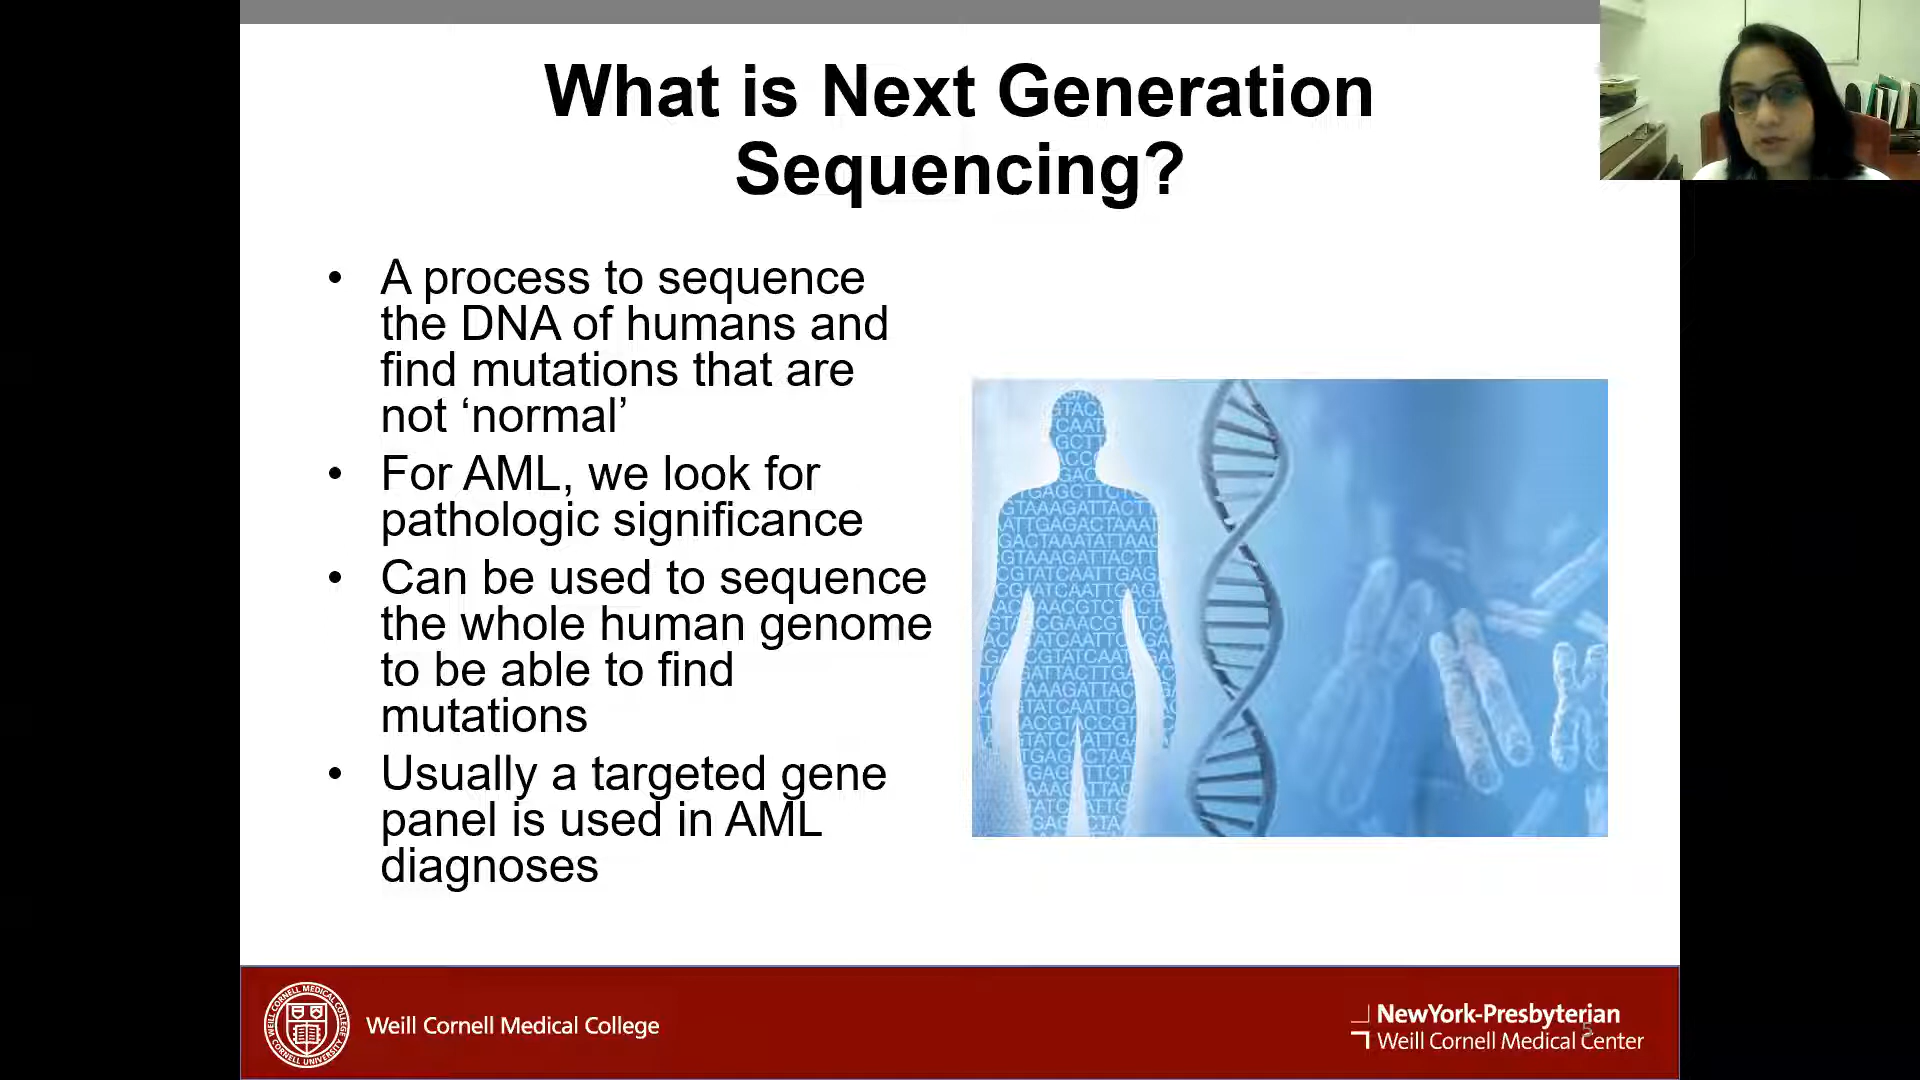 What is Next Generation
Sequencing?
• A process to sequence
the DNA of humans and
find mutations that are
not ‘normal’
• For AML, we look for
pathologic significance
• Can be used to sequence
the whole human genome
to be able to find
mutations
• Usually a targeted gene
panel is used in AML
diagnoses
Weill Cornell Medical College
NewYork-Presbyterian
Weill Cornell Medical Center
5